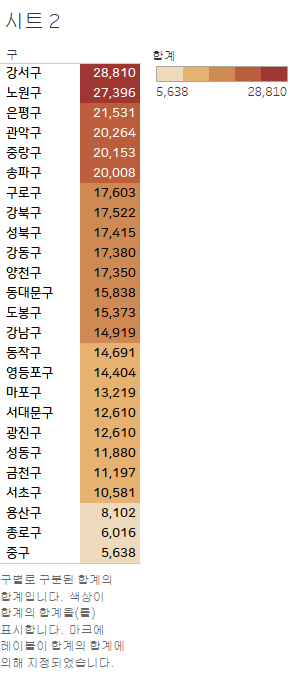 시트 2
구
합계
강서구 28,810
노원구 27,396
은평구 21,531
관악구 20,264
중랑구 20,153
송파구 20,008
구로구 17,603
강북구 17,522
성북구 17,415
강동구 17,380
양천구 17,350
동대문구 15,838
도봉구 15,373
강남구 14,919
동작구 14,691
영등포구 14,404
마포구 13,219
서대문구 12,610
광진구 12,610
성동구 11,880
금천구 11,197
서초구 10,581
용산구 8,102
종로구 6,016
중구 5,638
5,638 28,810
구별로 구분된 합계의
합계입니다. 색상이
합계의 합계을(를)
표시합니다. 마크에
레이블이 합계의 합계에
의해 지정되었습니다.